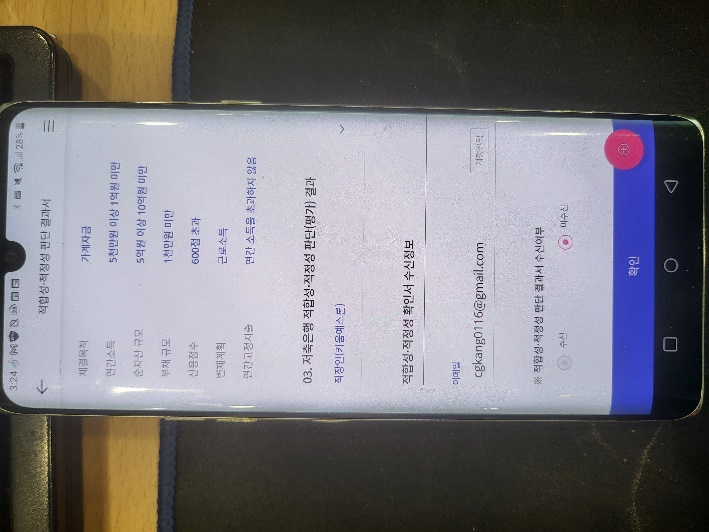 3:24
28%
적합성·적정성 판단 결과서
체결목적 가계자금
연간소득 5천만원 이상 1억원 미만
순자산 규모 5억원 이상 10억원 미만
부채 규모 1천만원 미만
신용점수 600점 초과
변제계획 근로소득
연간고정지출 연간 소득을 초과하지 않음
03. 저축은행 적합성·적정성 판단(평가) 결과
직장인(키움예스론)
적합성·적정성 확인서 수신정보
이메일
cgkang0116@gmail.com
※ 적합성·적정성 판단 결과서 수신여부
수신 미수신
확인